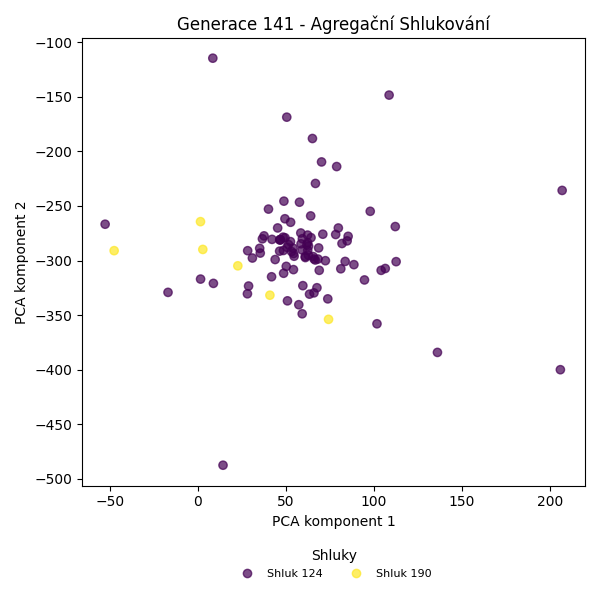 Generace 141 - Agregační Shlukování
PCA komponent 2
−100
−150
−200
−250
−300
−350
−400
−450
−500
−50
0
50
100
150
200
PCA komponent 1
Shluky
Shluk 124
Shluk 190